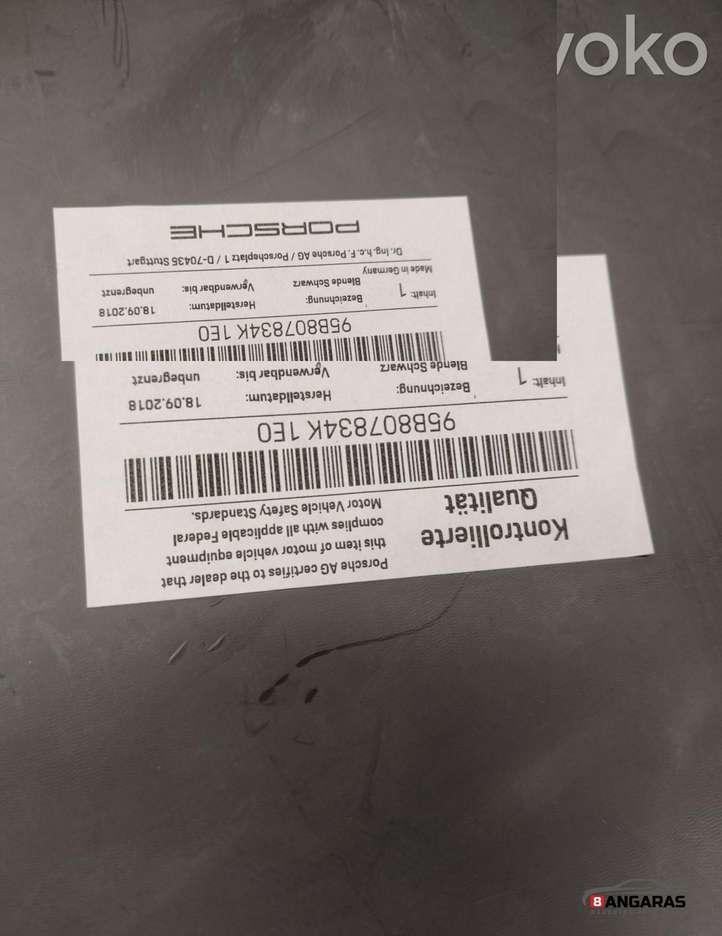 voko
Kontrollierte
Qualität
Porsche AG certifies to the dealer that
this item of motor vehicle equipment
complies with all applicable Federal
Motor Vehicle Safety Standards.
95B807834K 1E0
Inhalt: 1
Bezeichnung:
Blende Schwarz
Herstelldatum: 18.09.2018
Verwendbar bis: unbegrenzt
95B807834K 1E0
Inhalt: 1
Bezeichnung:
Blende Schwarz
Herstelldatum: 18.09.2018
Verwendbar bis: unbegrenzt
Made in Germany
Dr. Ing. h.c. F. Porsche AG / Porscheplatz 1 / D-70435 Stuttgart
PORSCHE
8ANGARAS